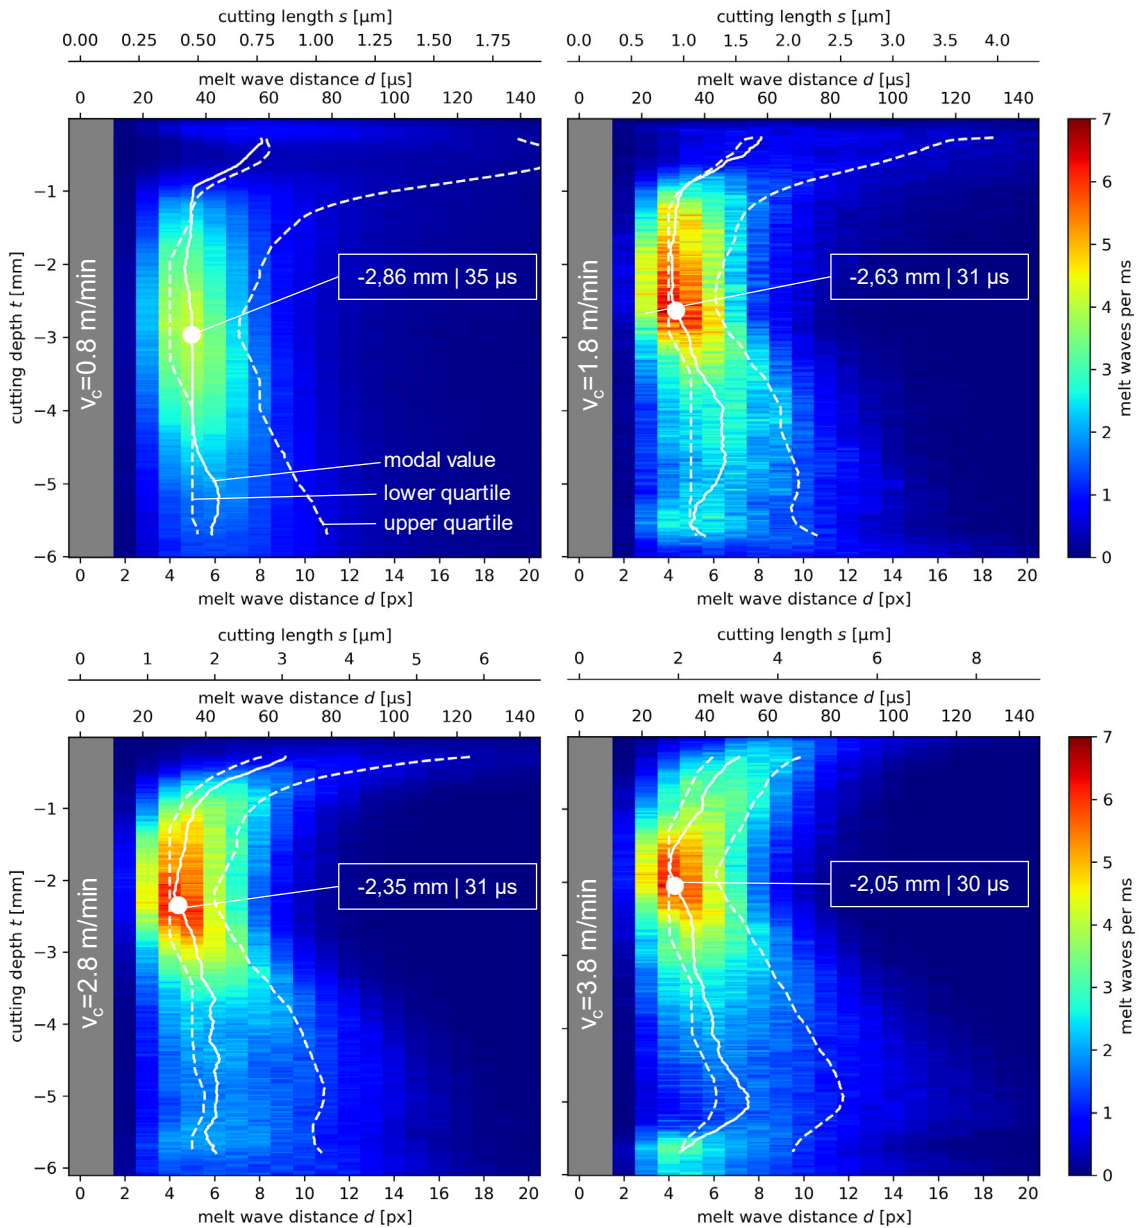 cutting length s [µm]
0.00 0.25 0.50 0.75 1.00 1.25 1.50 1.75
melt wave distance d [µs]
0 20 40 60 80 100 120 140
cutting depth t [mm]
−1
−2
−3
−4
−5
−6
v_c=0.8 m/min
-2,86 mm | 35 µs
modal value
lower quartile
upper quartile
0 2 4 6 8 10 12 14 16 18 20
melt wave distance d [px]
cutting length s [µm]
0.0 0.5 1.0 1.5 2.0 2.5 3.0 3.5 4.0
melt wave distance d [µs]
0 20 40 60 80 100 120 140
−1
−2
−3
−4
−5
−6
v_c=1.8 m/min
-2,63 mm | 31 µs
0 2 4 6 8 10 12 14 16 18 20
melt wave distance d [px]
7
6
5
4
3
2
1
0
melt waves per ms
cutting length s [µm]
0 1 2 3 4 5 6
melt wave distance d [µs]
0 20 40 60 80 100 120 140
cutting depth t [mm]
−1
−2
−3
−4
−5
−6
v_c=2.8 m/min
-2,35 mm | 31 µs
0 2 4 6 8 10 12 14 16 18 20
melt wave distance d [px]
cutting length s [µm]
0 2 4 6 8
melt wave distance d [µs]
0 20 40 60 80 100 120 140
v_c=3.8 m/min
-2,05 mm | 30 µs
0 2 4 6 8 10 12 14 16 18 20
melt wave distance d [px]
7
6
5
4
3
2
1
0
melt waves per ms